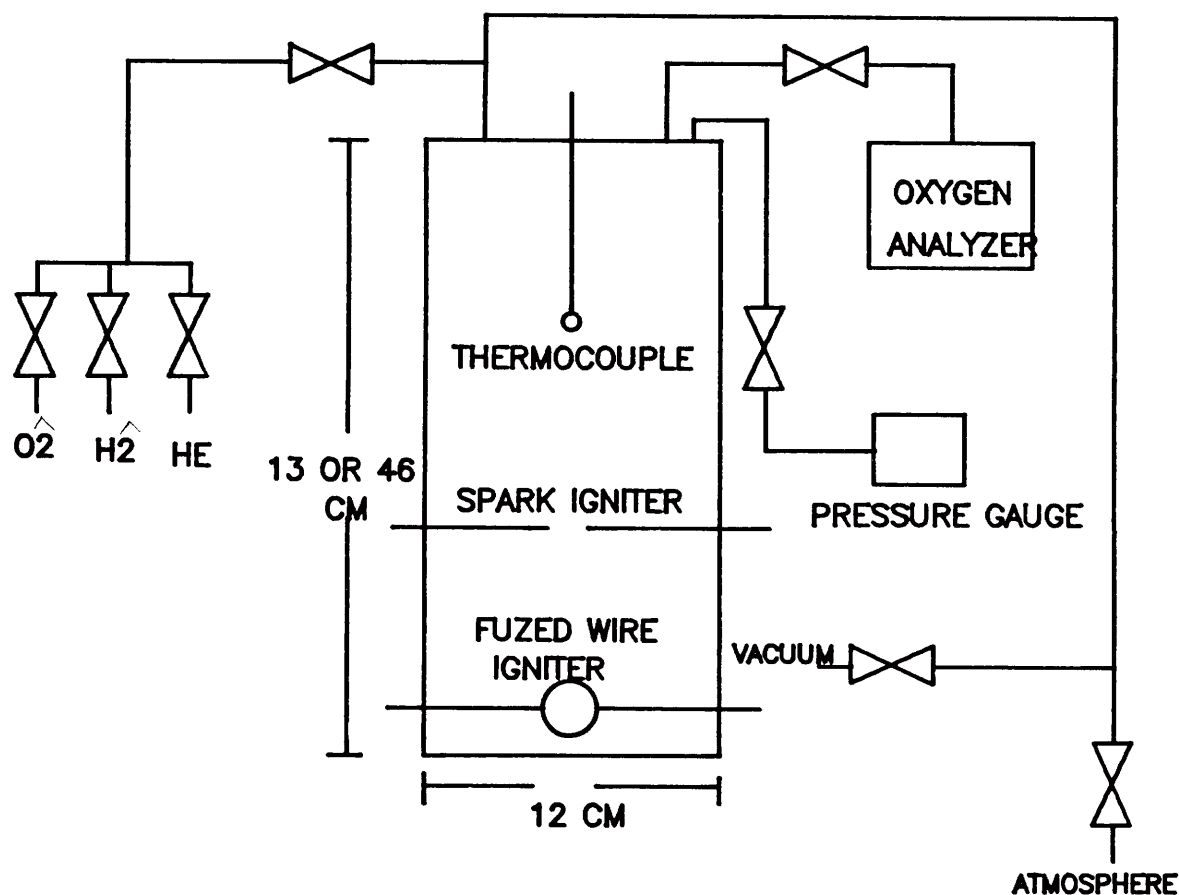 OXYGEN
ANALYZER
THERMOCOUPLE
O2
H2
HE
13 OR 46
CM
SPARK IGNITER
PRESSURE GAUGE
FUZED WIRE
IGNITER
VACUUM
12 CM
ATMOSPHERE